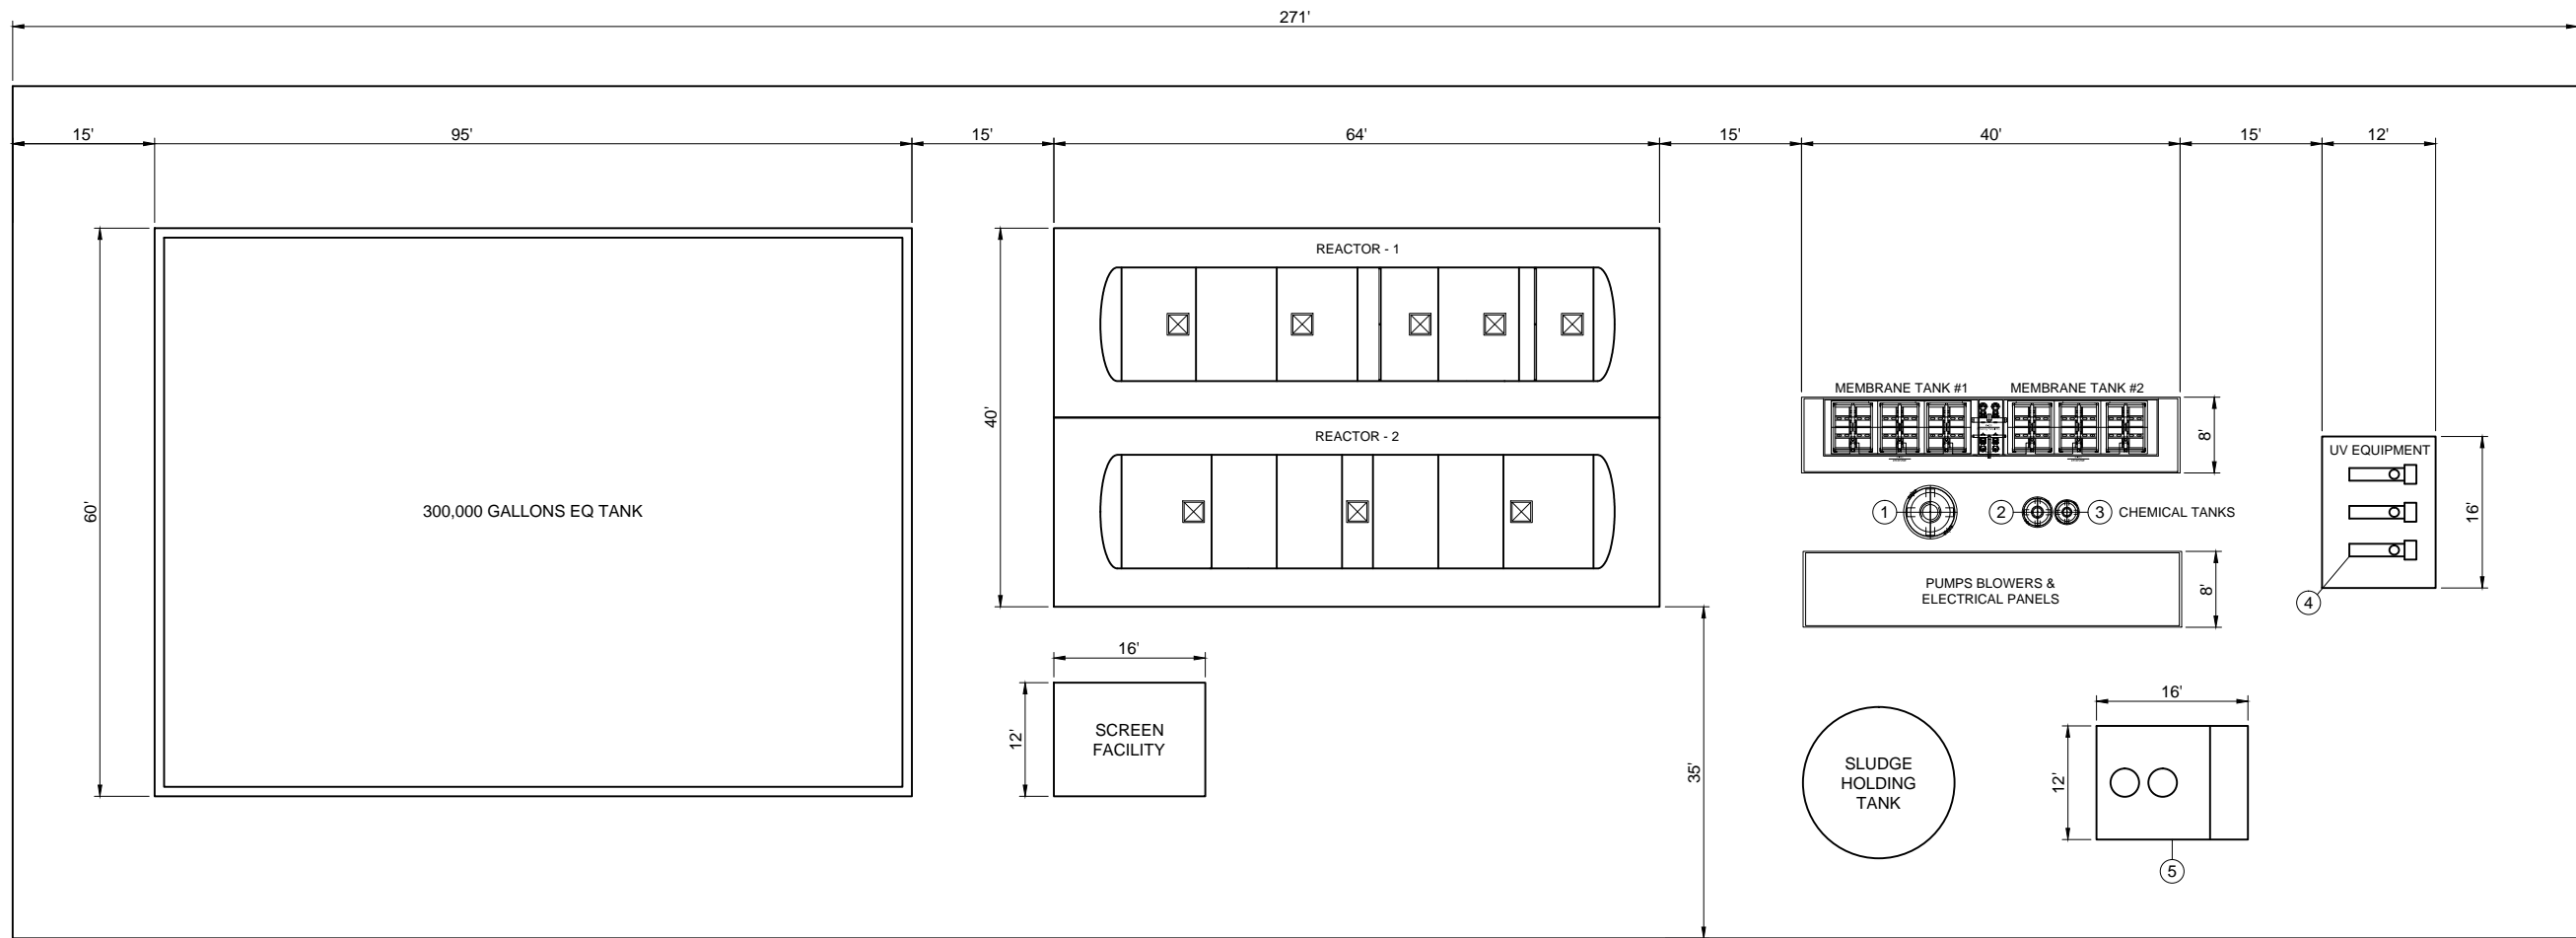 271'
15'
95'
15'
64'
15'
40'
15'
12'
REACTOR - 1
MEMBRANE TANK #1
MEMBRANE TANK #2
40'
8'
REACTOR - 2
UV EQUIPMENT
60'
300,000 GALLONS EQ TANK
1
2
3
CHEMICAL TANKS
16'
PUMPS BLOWERS &
ELECTRICAL PANELS
8'
4
16'
12'
SCREEN
FACILITY
35'
SLUDGE
HOLDING
TANK
16'
12'
5